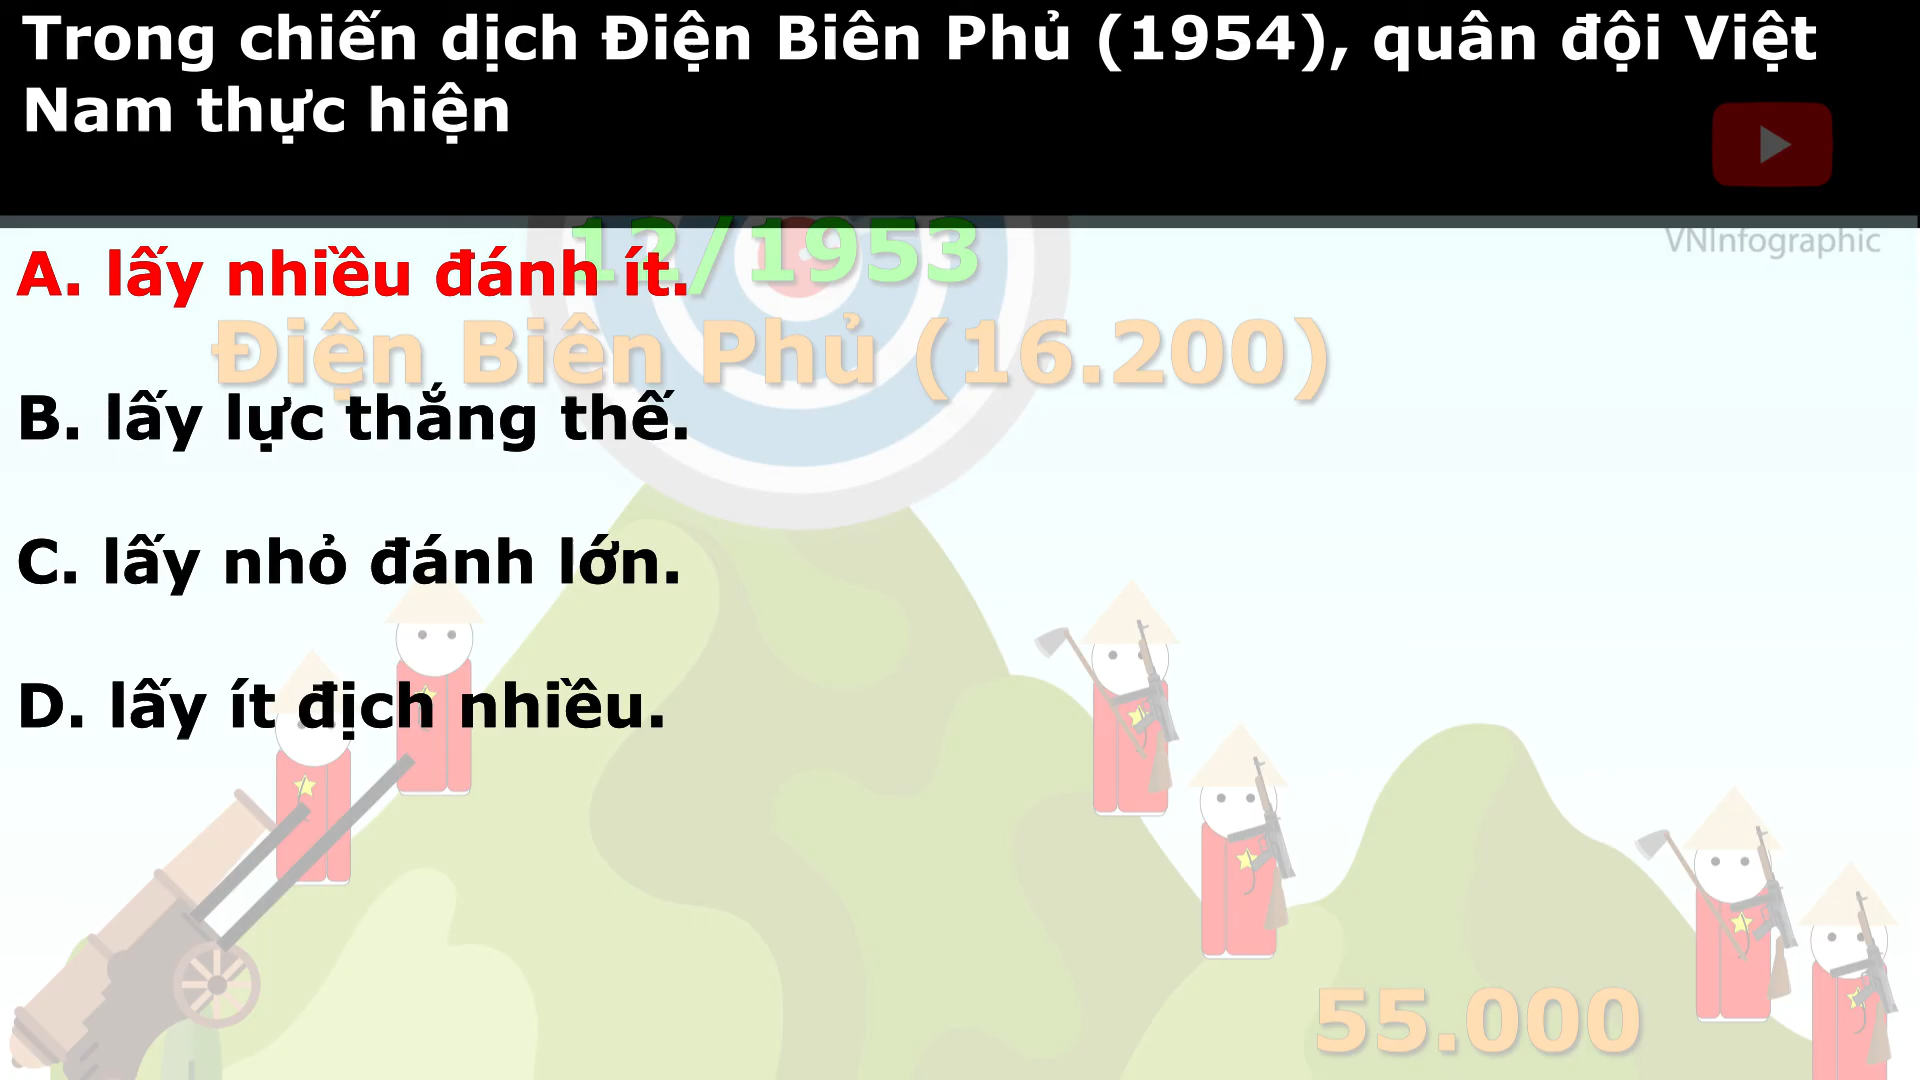 Trong chiến dịch Điện Biên Phủ (1954), quân đội Việt
Nam thực hiện
VNInfographic
12/1953
A. lấy nhiều đánh ít.
Điện Biên Phủ (16.200)
B. lấy lực thắng thế.
C. lấy nhỏ đánh lớn.
D. lấy ít địch nhiều.
55.000